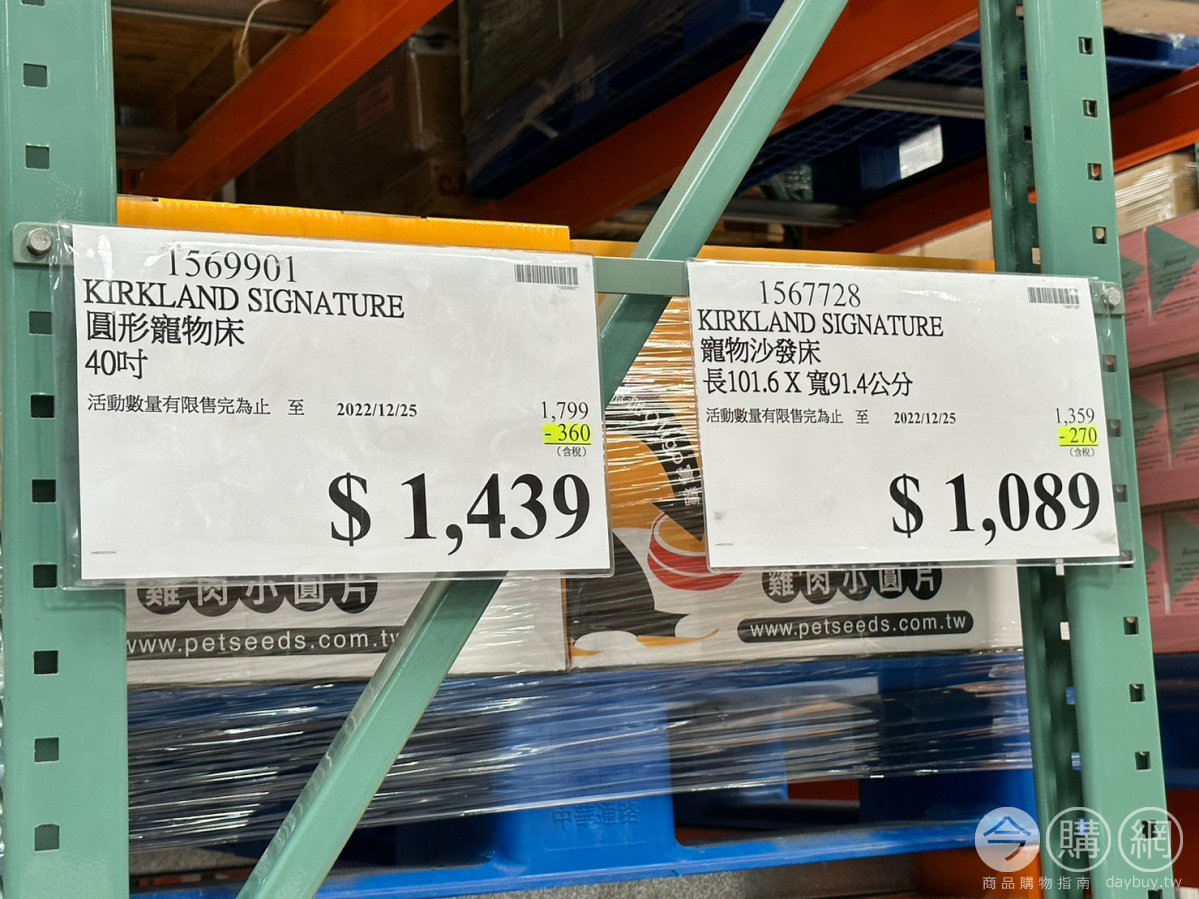 1569901
KIRKLAND SIGNATURE
圓形寵物床
40吋
活動數量有限售完為止 至 2022/12/25
1,799
- 360
(含稅)
$ 1,439
1567728
KIRKLAND SIGNATURE
寵物沙發床
長101.6 X 寬91.4公分
活動數量有限售完為止 至 2022/12/25
1,359
- 270
(含稅)
$ 1,089
雞肉小圓片
www.petseeds.com.tw
雞肉小圓片
www.petseeds.com.tw
中華通路
今購網
商品購物指南 daybuy.tw